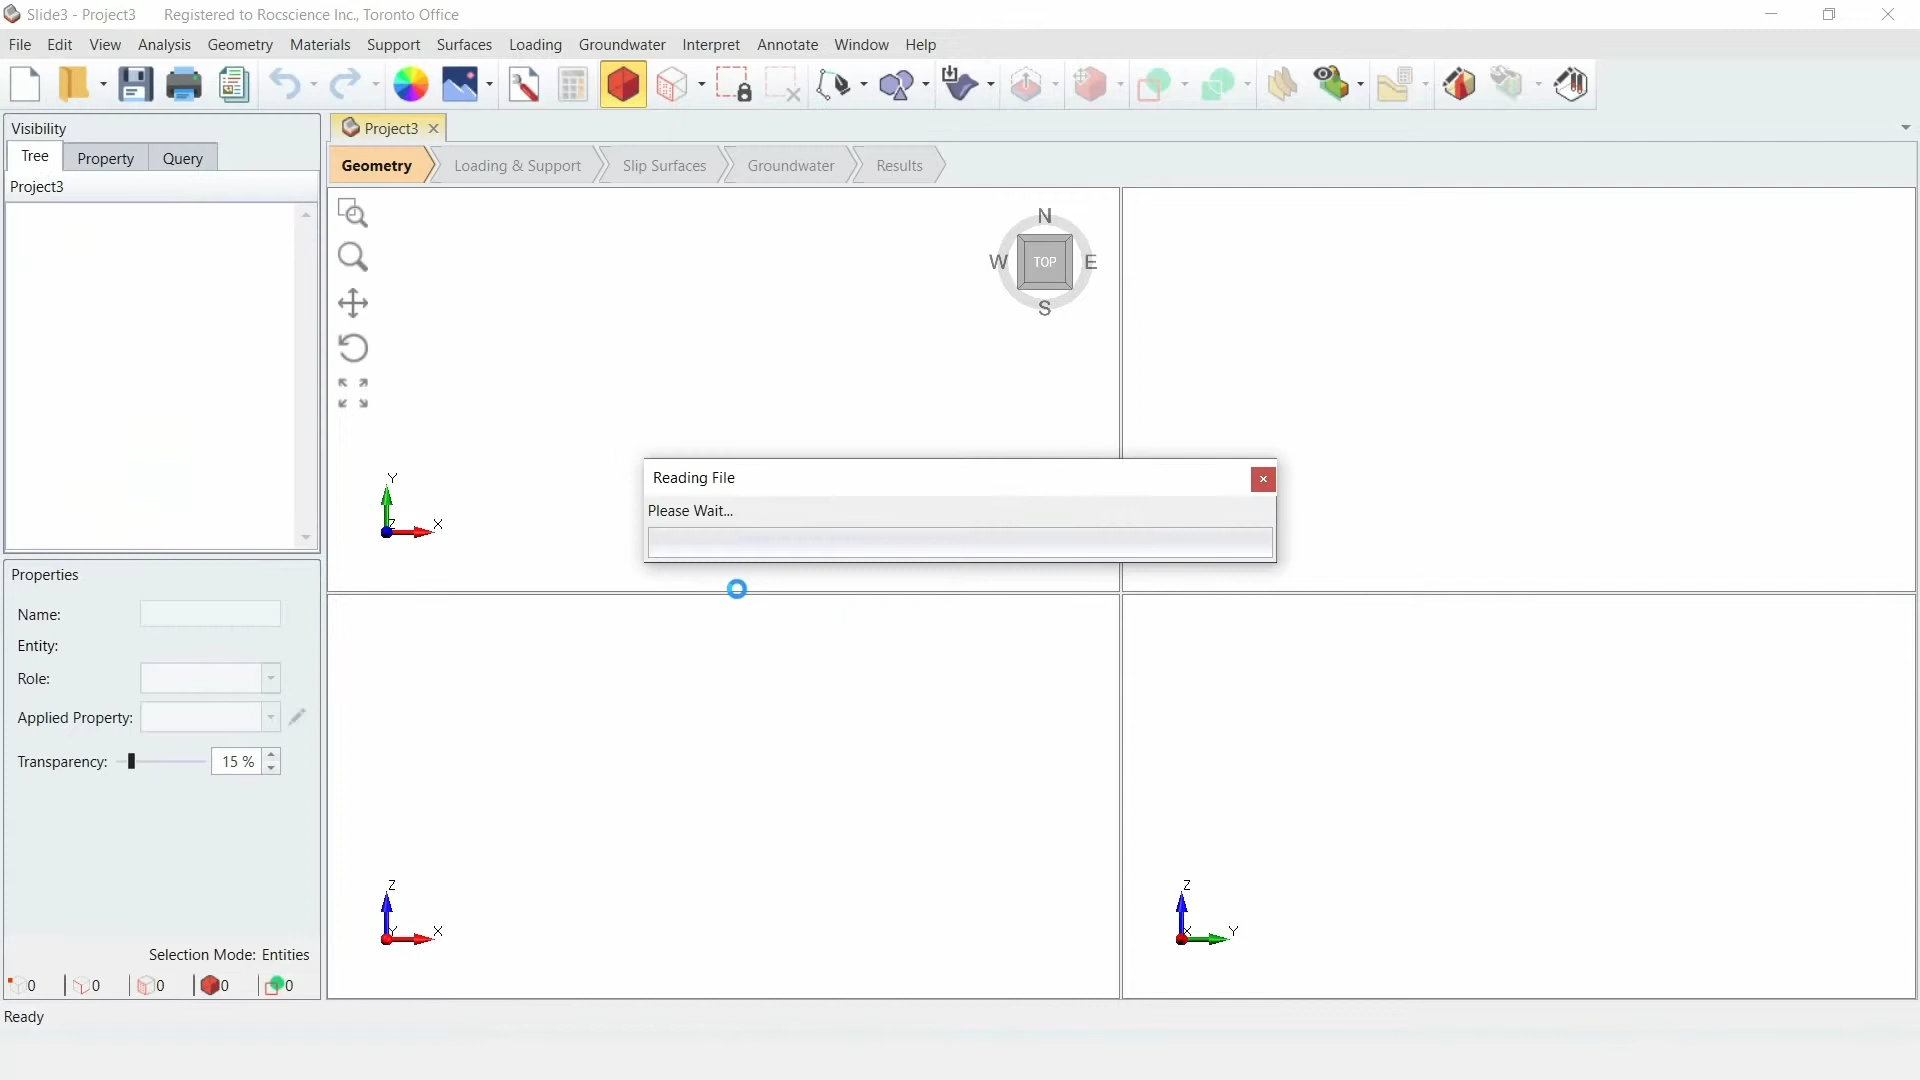 Slide3 - Project3 Registered to Rocscience Inc., Toronto Office
File Edit View Analysis Geometry Materials Support Surfaces Loading Groundwater Interpret Annotate Window Help
Visibility
Tree Property Query
Project3
Project3
Geometry Loading & Support Slip Surfaces Groundwater Results
N
W TOP E
S
Y
Z X
Reading File
Please Wait...
Properties
Name:
Entity:
Role:
Applied Property:
Transparency: 15 %
Z
Y X
Z
X Y
Selection Mode: Entities
0 0 0 0 0
Ready